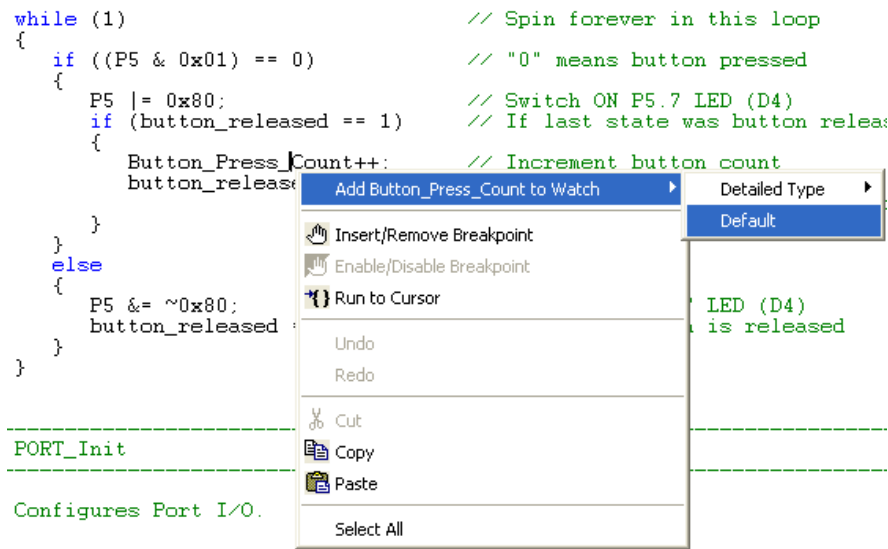 while (1) // Spin forever in this loop
{
if ((P5 & 0x01) == 0) // "0" means button pressed
{
P5 |= 0x80; // Switch ON P5.7 LED (D4)
if (button_released == 1) // If last state was button releas
{
Button_Press_Count++; // Increment button count
button_release
Add Button_Press_Count to Watch
Detailed Type
Default
}
Insert/Remove Breakpoint
}
else
Enable/Disable Breakpoint
{
Run to Cursor
P5 &= ~0x80; LED (D4)
button_released is released
}
Undo
}
Redo
Cut
PORT_Init
Copy
Paste
Configures Port I/O.
Select All